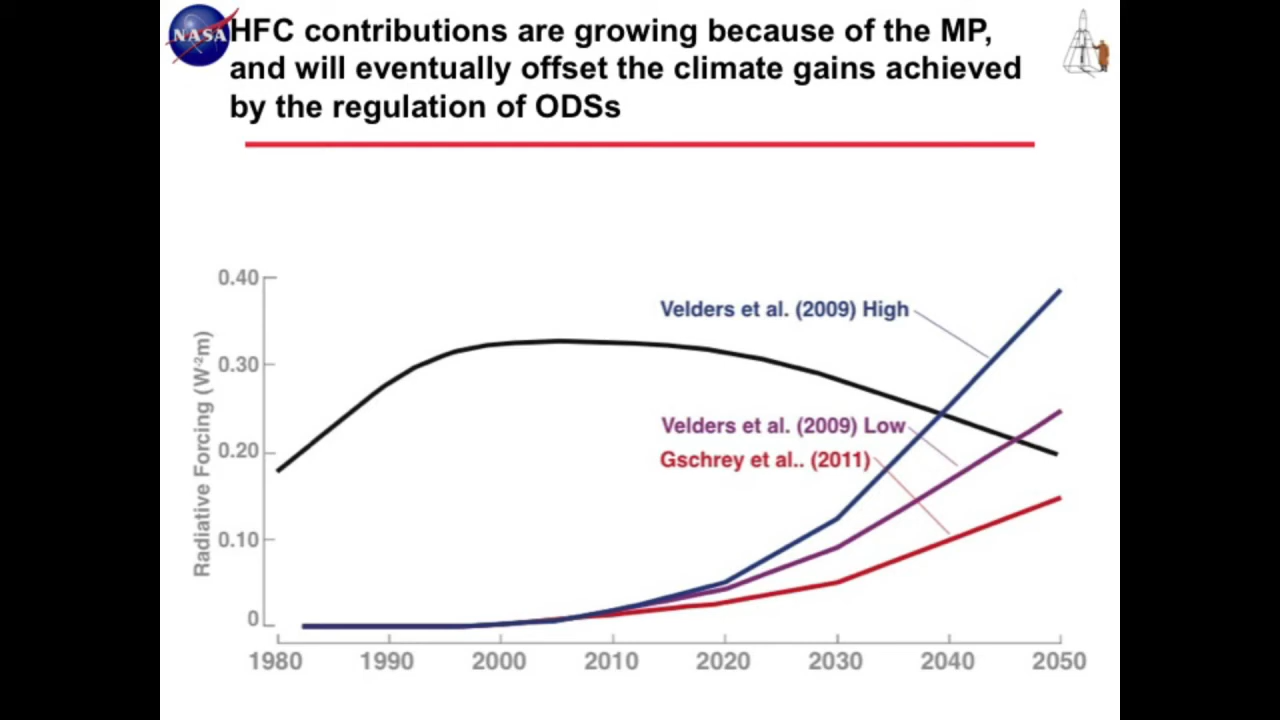 NASA
HFC contributions are growing because of the MP,
and will eventually offset the climate gains achieved
by the regulation of ODSs
0.40
0.30
0.20
0.10
0
Radiative Forcing (W-2m)
Velders et al. (2009) High
Velders et al. (2009) Low
Gschrey et al.. (2011)
1980 1990 2000 2010 2020 2030 2040 2050